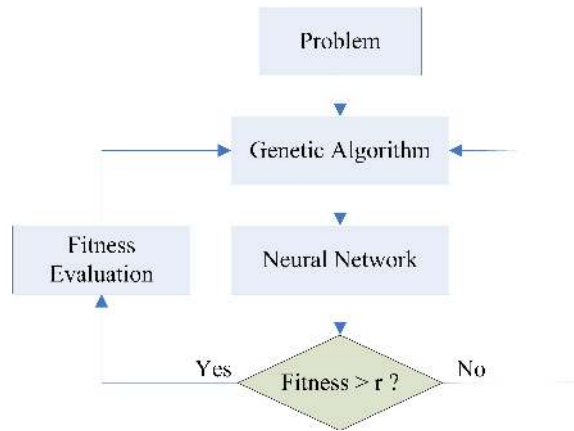 Problem
Genetic Algorithm
Fitness
Evaluation
Neural Network
Yes
Fitness > r ?
No